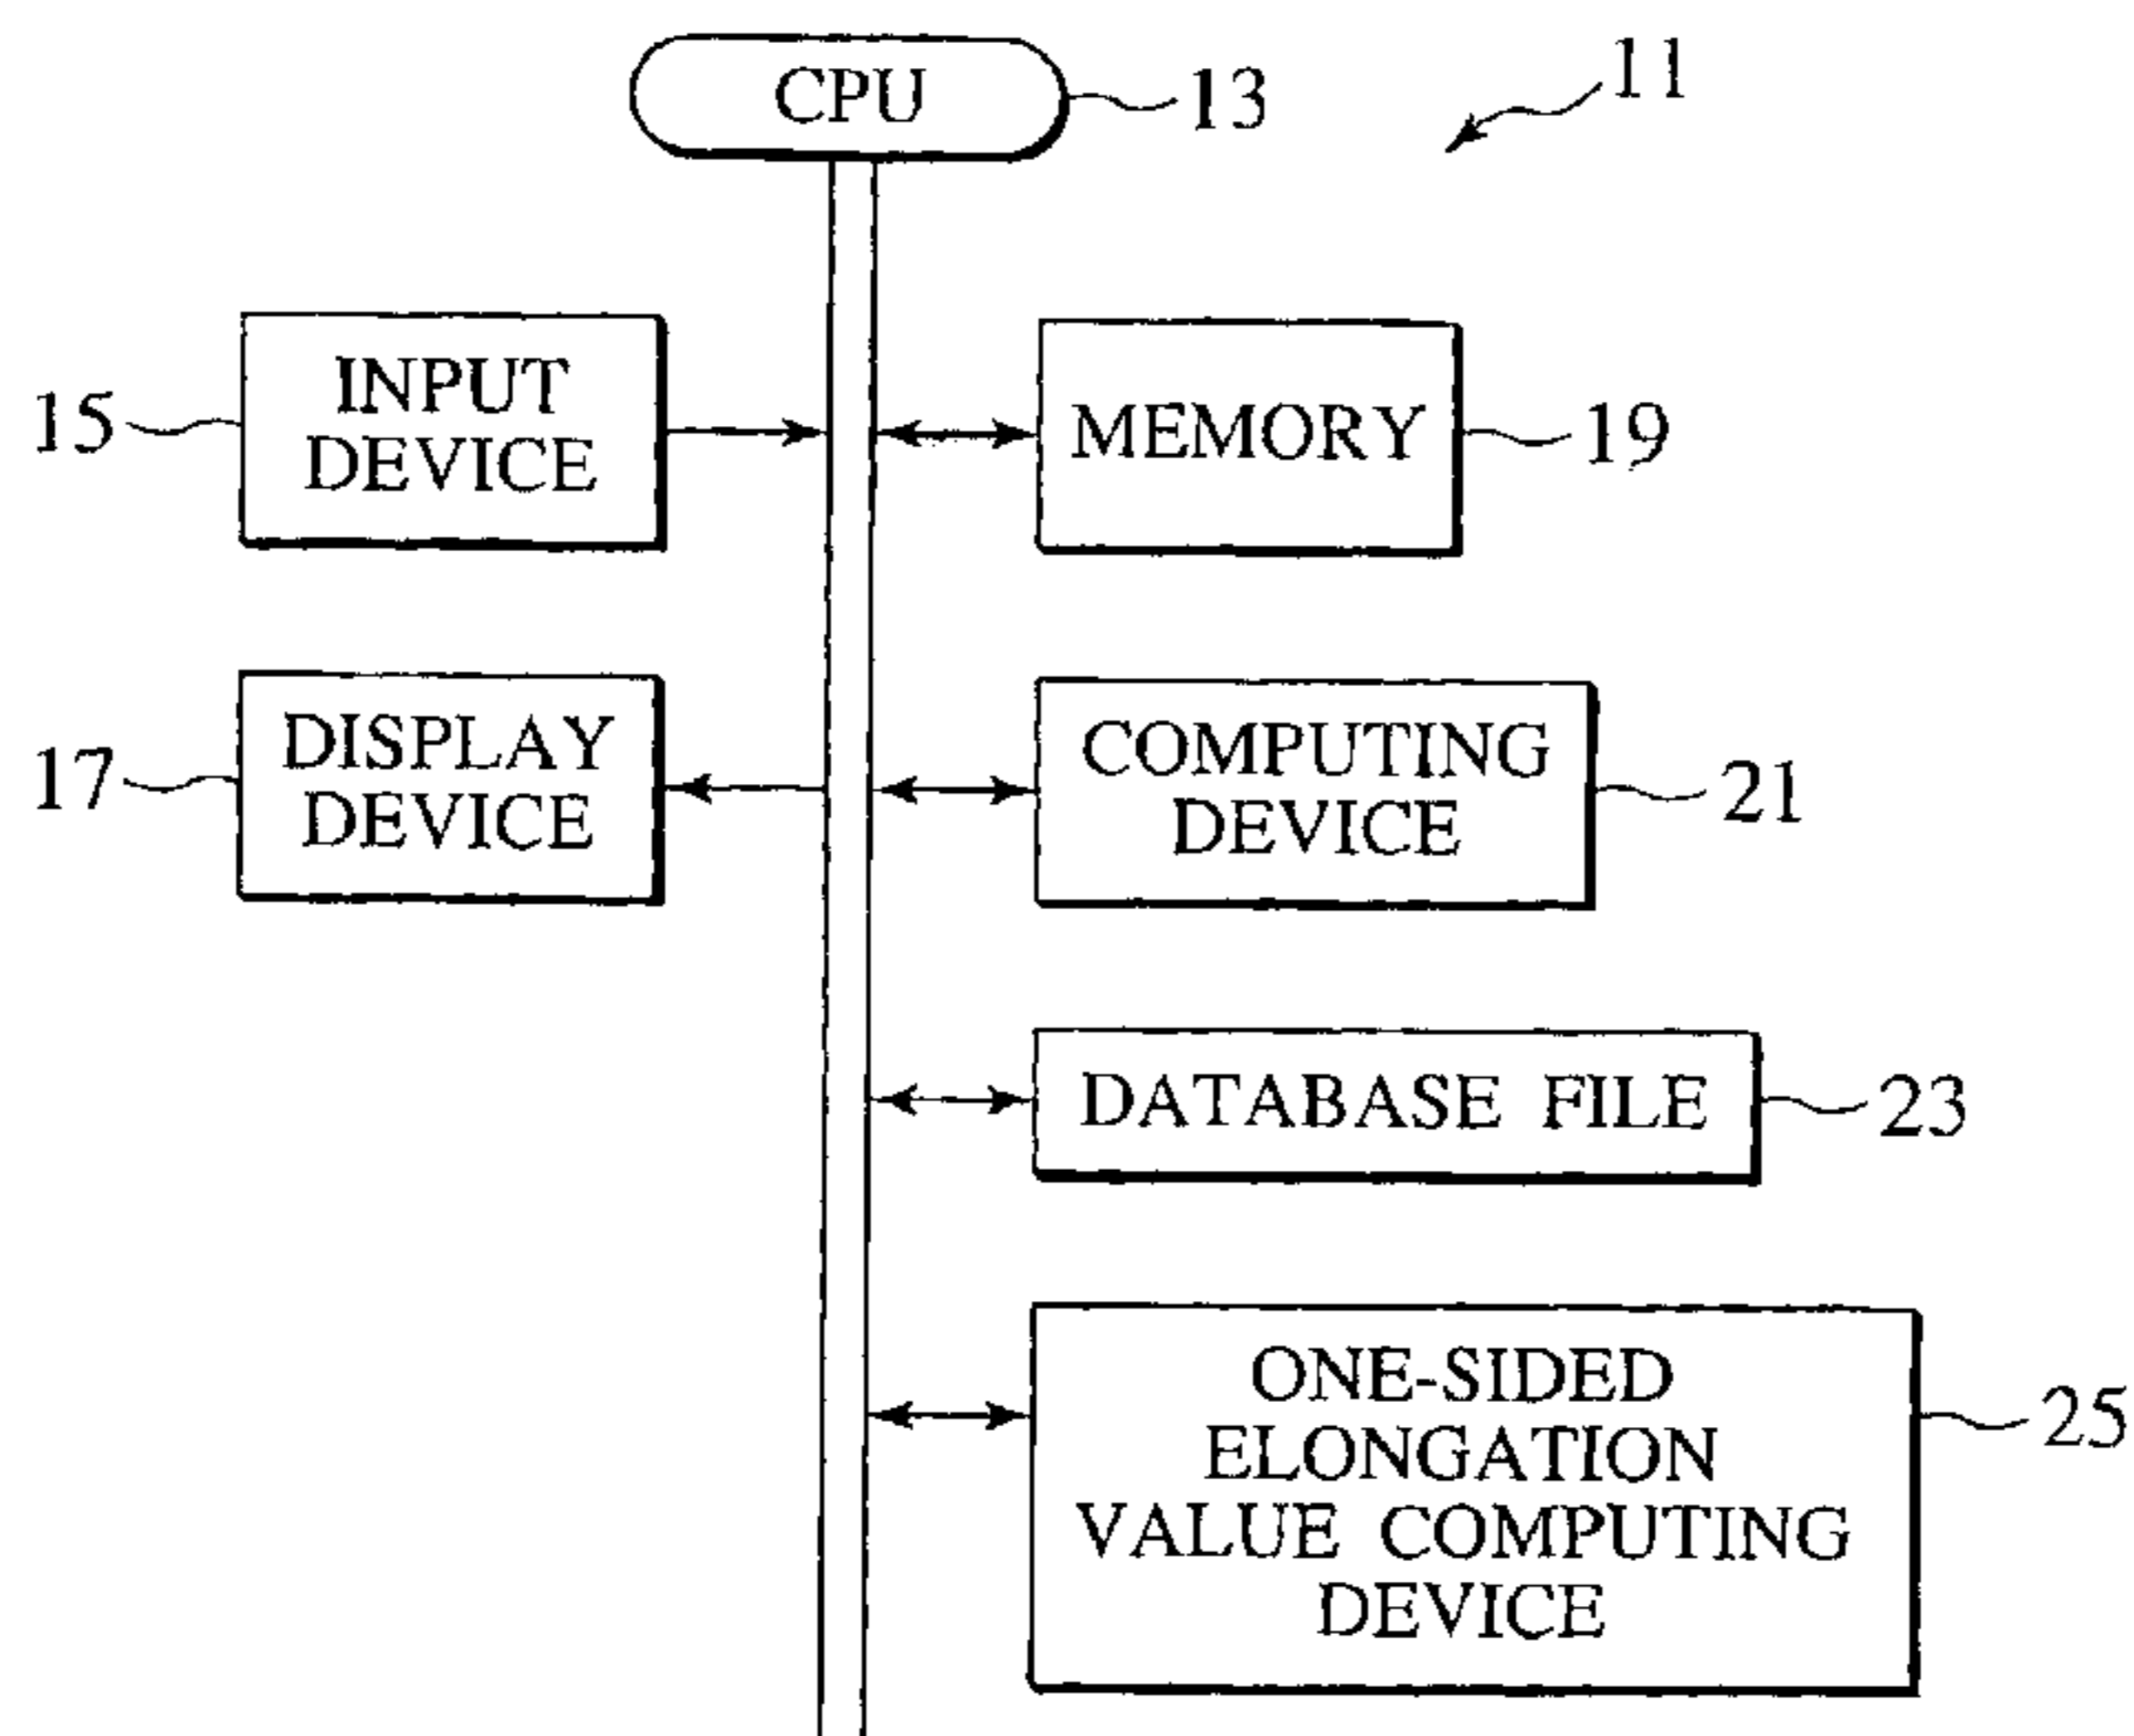 CPU
13
11
15
INPUT
DEVICE
MEMORY
19
17
DISPLAY
DEVICE
COMPUTING
DEVICE
21
DATABASE FILE
23
ONE-SIDED
ELONGATION
VALUE COMPUTING
DEVICE
25